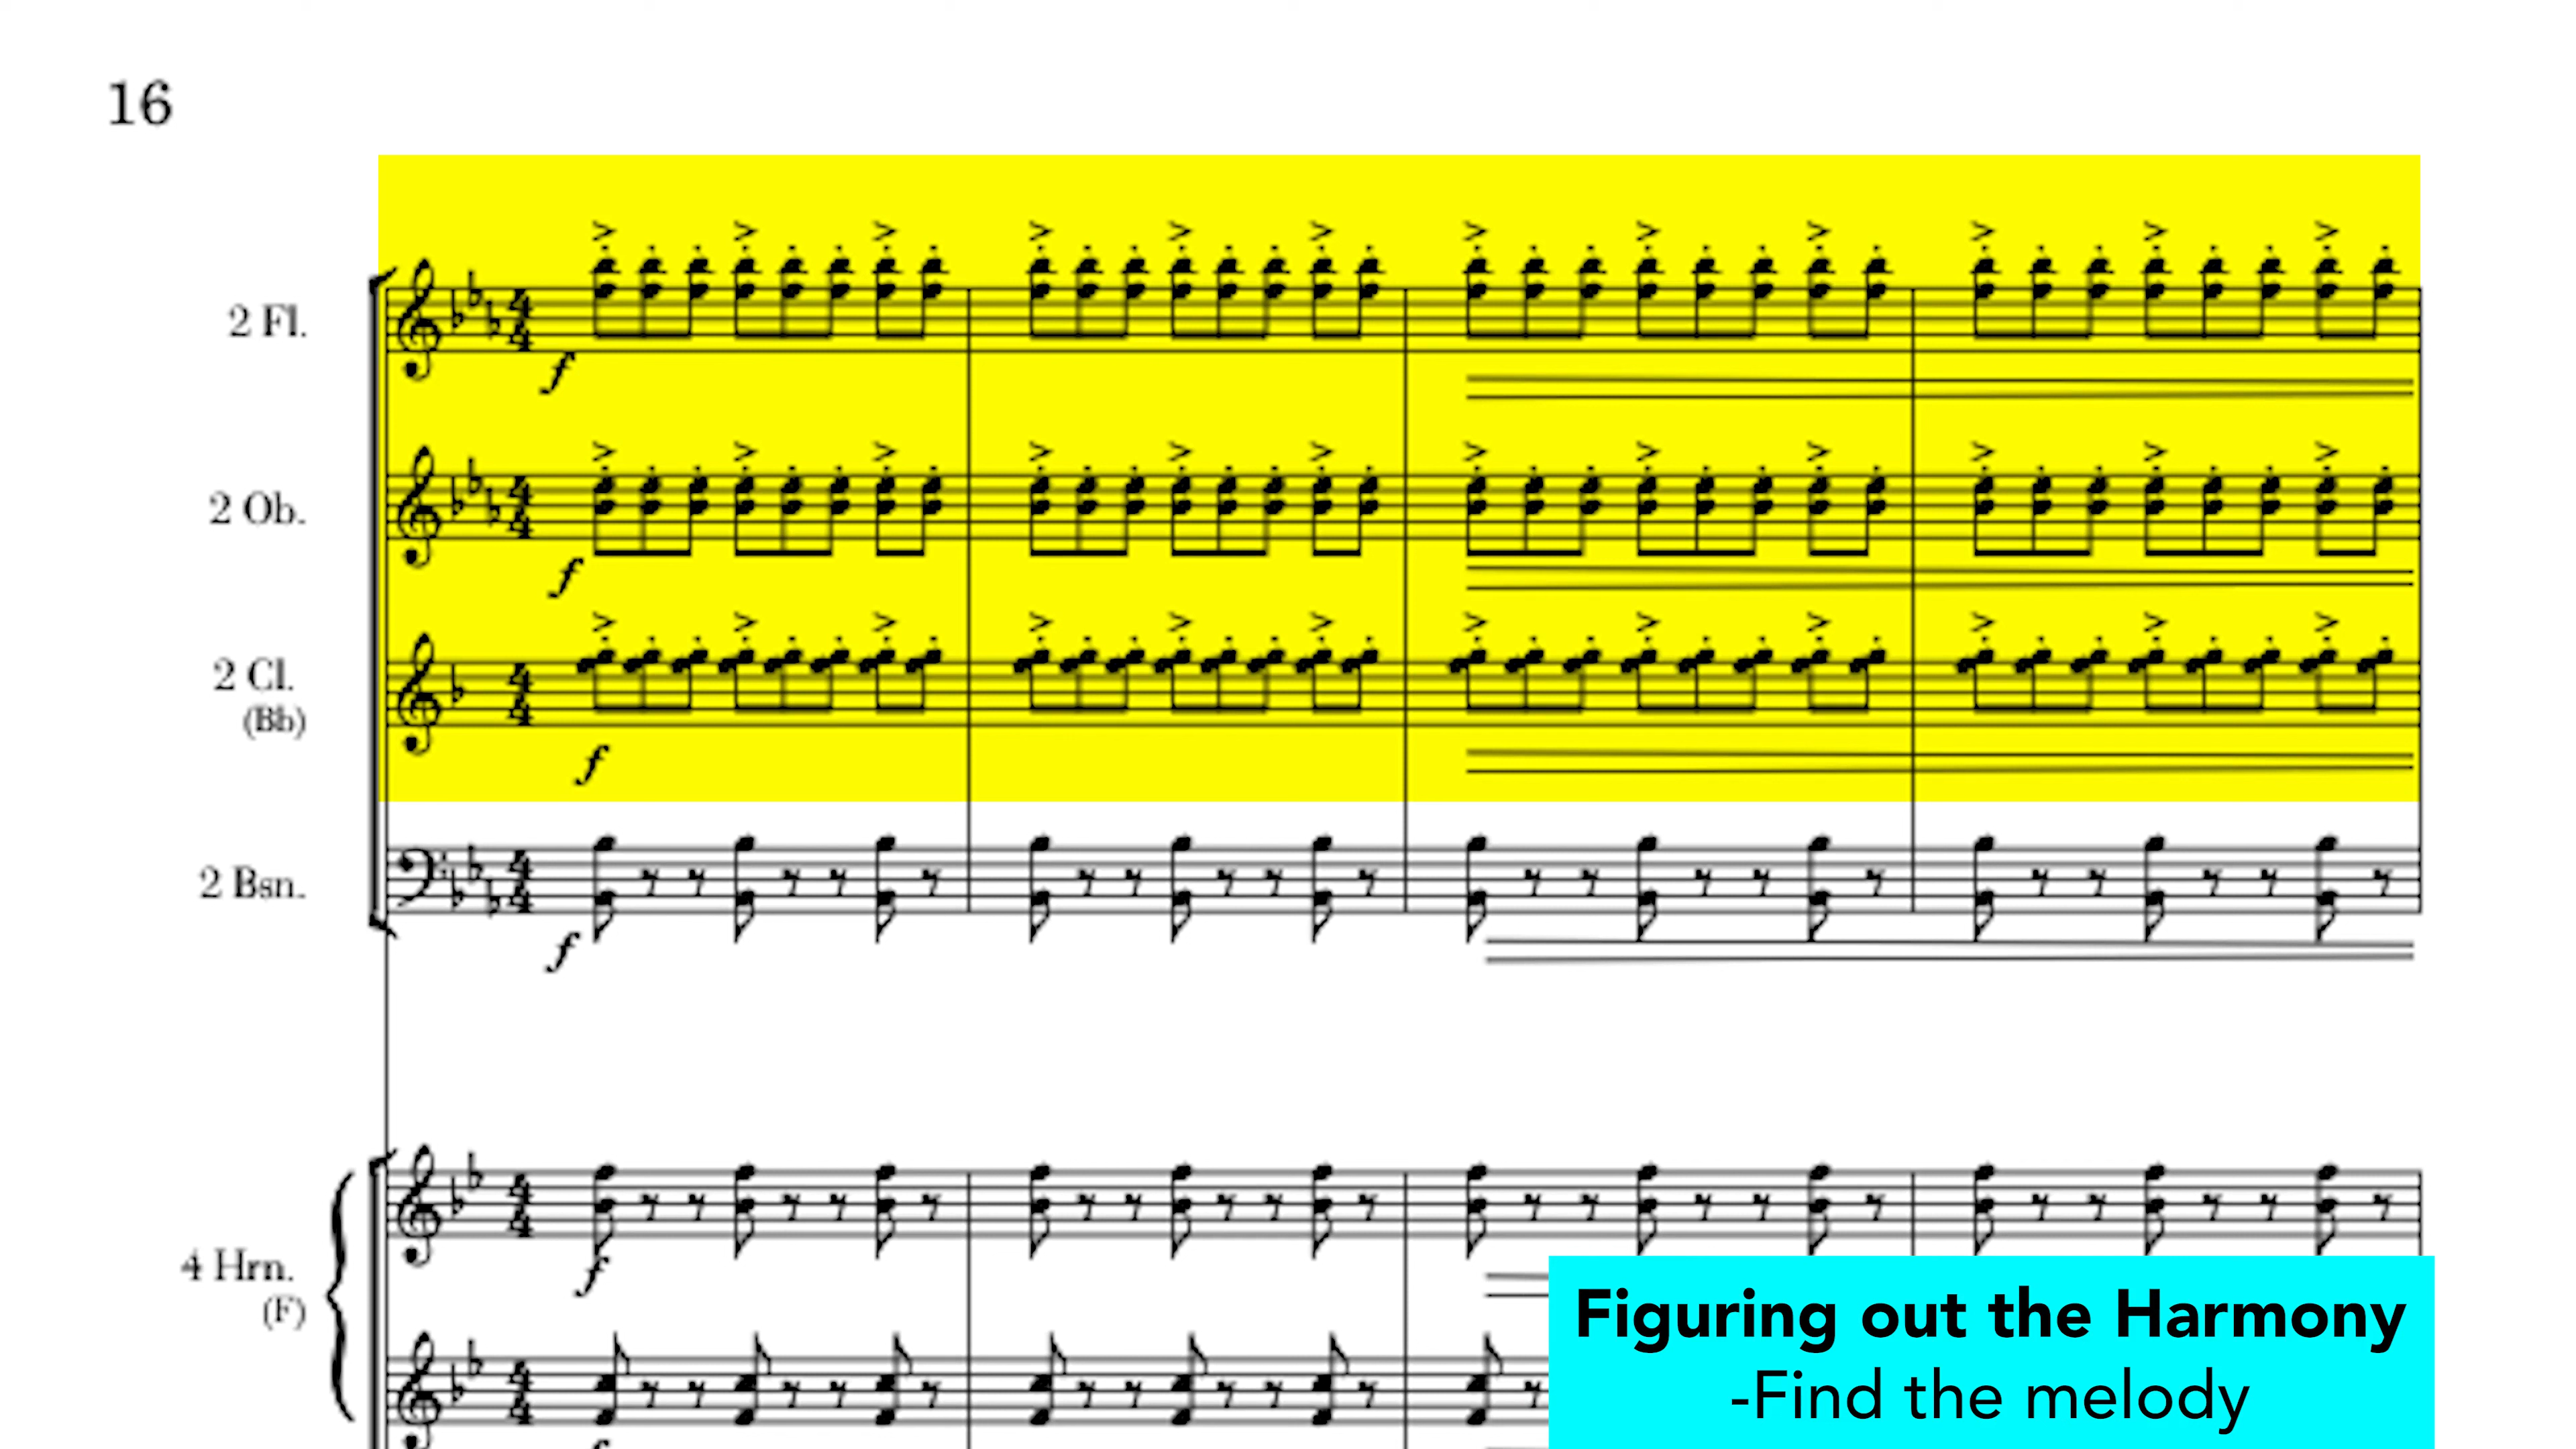 16
2 Fl.
f
2 Ob.
f
2 Cl.
(Bb)
f
2 Bsn.
f
4 Hrn.
(F)
f
Figuring out the Harmony
-Find the melody